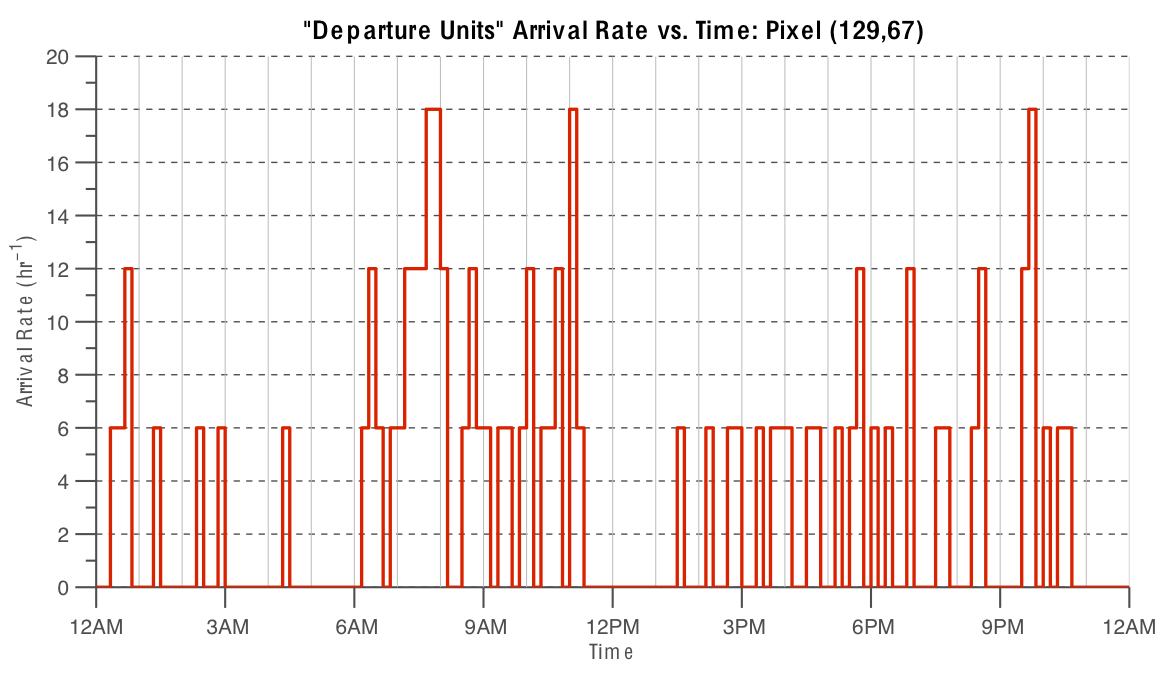 "Departure Units" Arrival Rate vs. Time: Pixel (129,67)
Arrival Rate (hr⁻¹)
20
18
16
14
12
10
8
6
4
2
0
12AM 3AM 6AM 9AM 12PM 3PM 6PM 9PM 12AM
Time